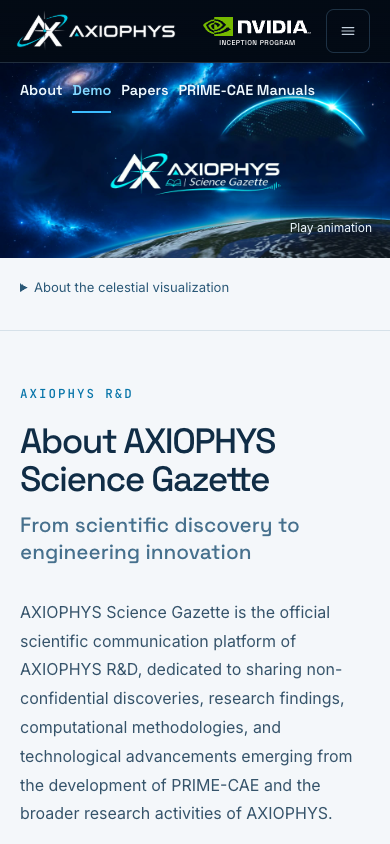 AXIOPHYS
NVIDIA
INCEPTION PROGRAM
About Demo Papers PRIME-CAE Manuals
AXIOPHYS
Science Gazette
Play animation
About the celestial visualization
AXIOPHYS R&D
About AXIOPHYS
Science Gazette
From scientific discovery to
engineering innovation
AXIOPHYS Science Gazette is the official
scientific communication platform of
AXIOPHYS R&D, dedicated to sharing non-
confidential discoveries, research findings,
computational methodologies, and
technological advancements emerging from
the development of PRIME-CAE and the
broader research activities of AXIOPHYS.